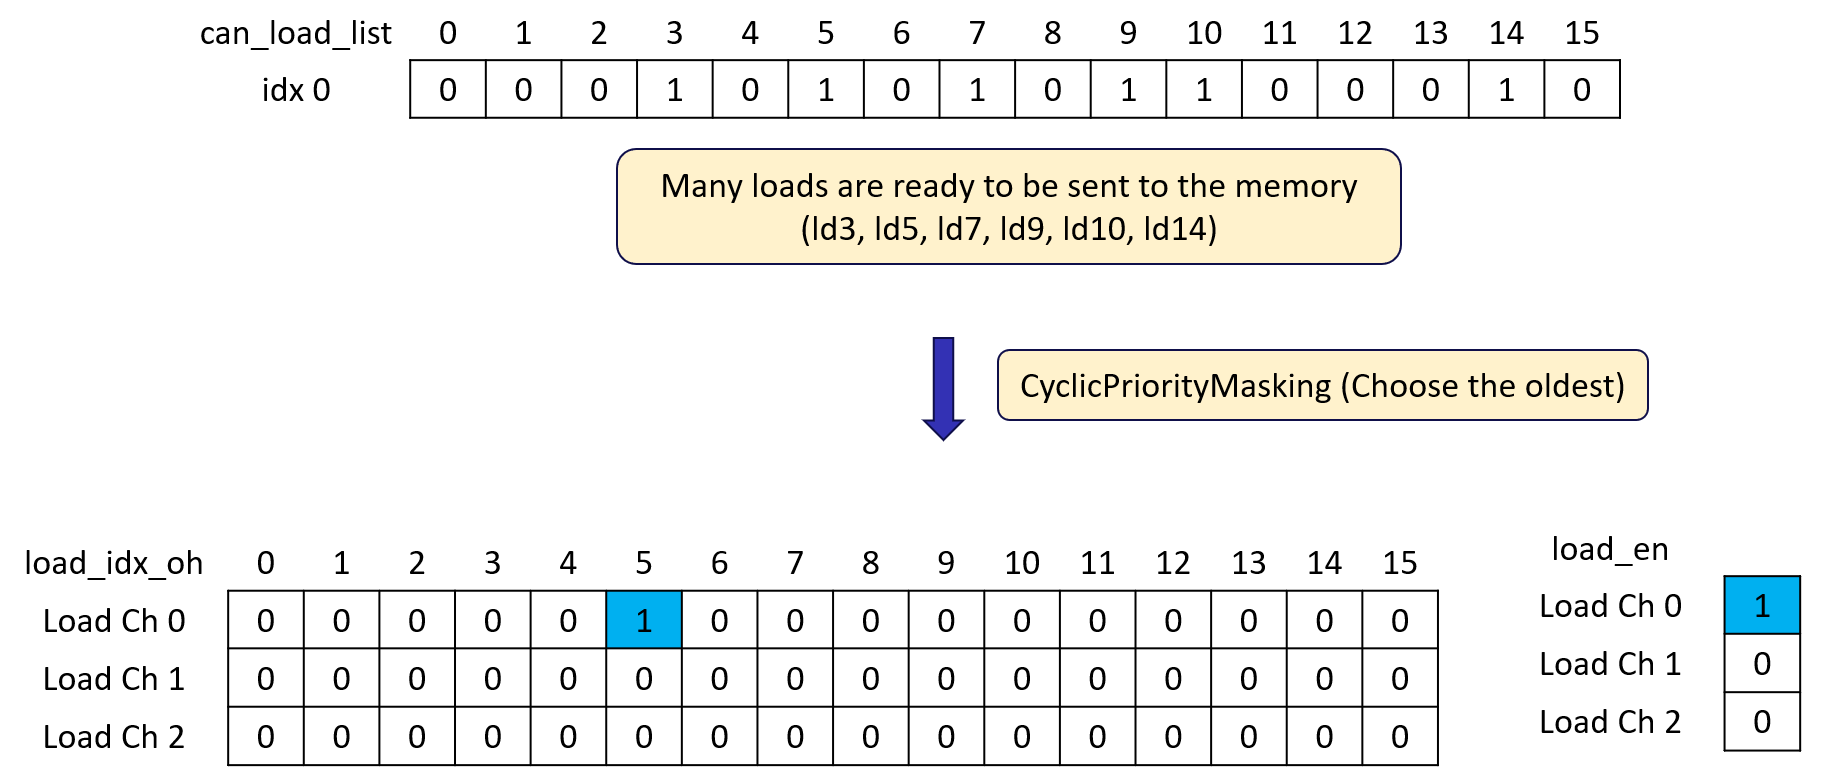 can_load_list 0 1 2 3 4 5 6 7 8 9 10 11 12 13 14 15
idx 0 0 0 0 1 0 1 0 1 0 1 1 0 0 0 1 0
Many loads are ready to be sent to the memory
(ld3, ld5, ld7, ld9, ld10, ld14)
CyclicPriorityMasking (Choose the oldest)
load_idx_oh 0 1 2 3 4 5 6 7 8 9 10 11 12 13 14 15
Load Ch 0 0 0 0 0 0 1 0 0 0 0 0 0 0 0 0 0
Load Ch 1 0 0 0 0 0 0 0 0 0 0 0 0 0 0 0 0
Load Ch 2 0 0 0 0 0 0 0 0 0 0 0 0 0 0 0 0
load_en
Load Ch 0 1
Load Ch 1 0
Load Ch 2 0